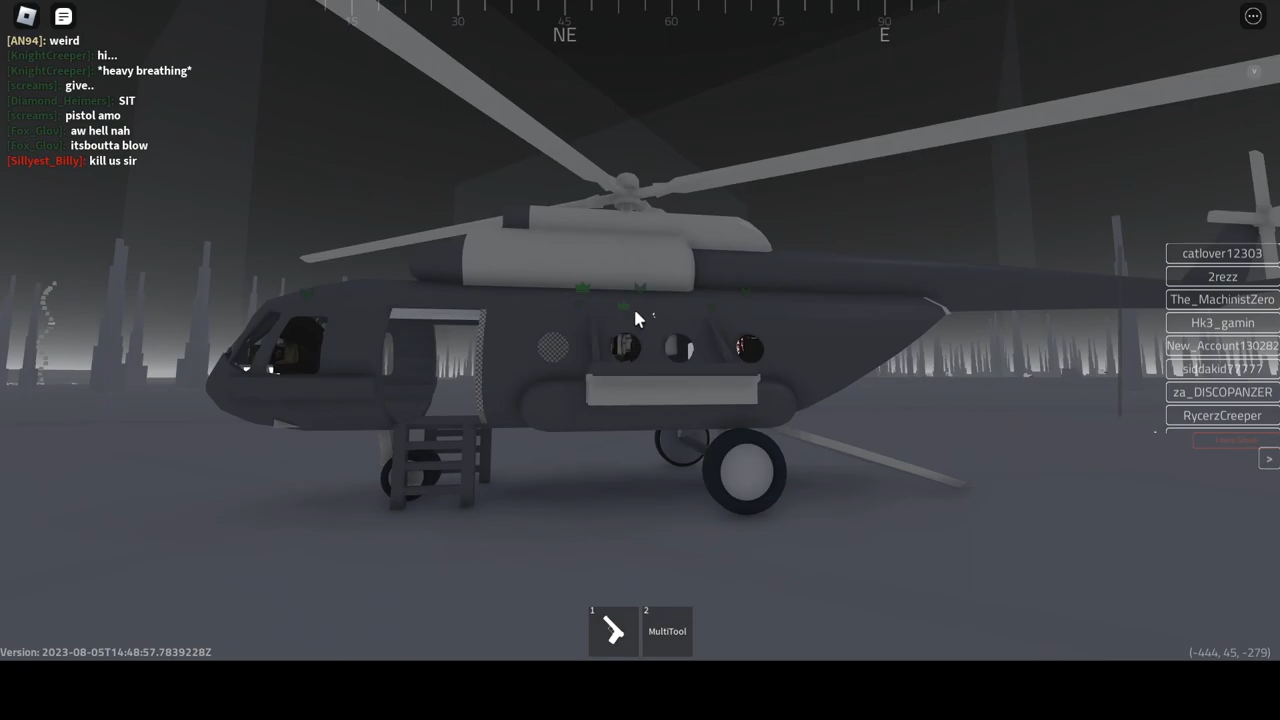 15 30 45 60 75 90
NE E
[AN94]: weird
[KnightCreeper]: hi...
[KnightCreeper]: *heavy breathing*
[screams]: give..
[Diamond_Heimers]: SIT
[screams]: pistol amo
[Fox_Glov]: aw hell nah
[Fox_Glov]: itsboutta blow
[Sillyest_Billy]: kill us sir
V
catlover12303
2rezz
The_MachinistZero
Hk3_gamin
New_Account130282
za_DISCOPANZER
RycerzCreeper
>
1
2
MultiTool
Version: 2023-08-05T14:48:57.7839228Z
(-444, 45, -279)